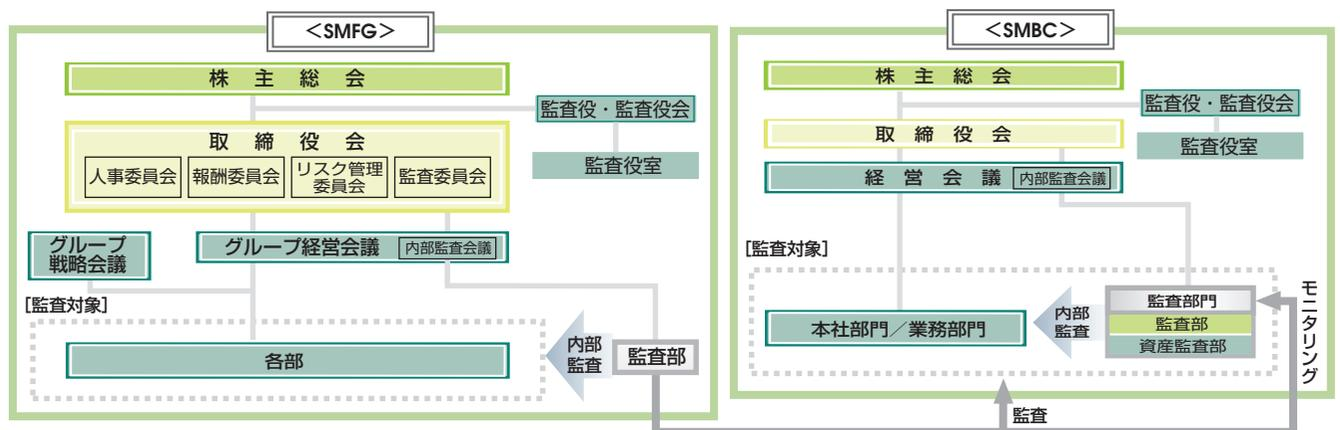 ＜SMFG＞
株 主 総 会
監査役・監査役会
監査役室
取 締 役 会
人事委員会
報酬委員会
リスク管理
委員会
監査委員会
グループ
戦略会議
グループ経営会議
内部監査会議
［監査対象］
各部
内部
監査
監査部
＜SMBC＞
株 主 総 会
監査役・監査役会
監査役室
取 締 役 会
経 営 会 議
内部監査会議
［監査対象］
本社部門／業務部門
内部
監査
監査部門
監査部
資産監査部
モニタリング
監査